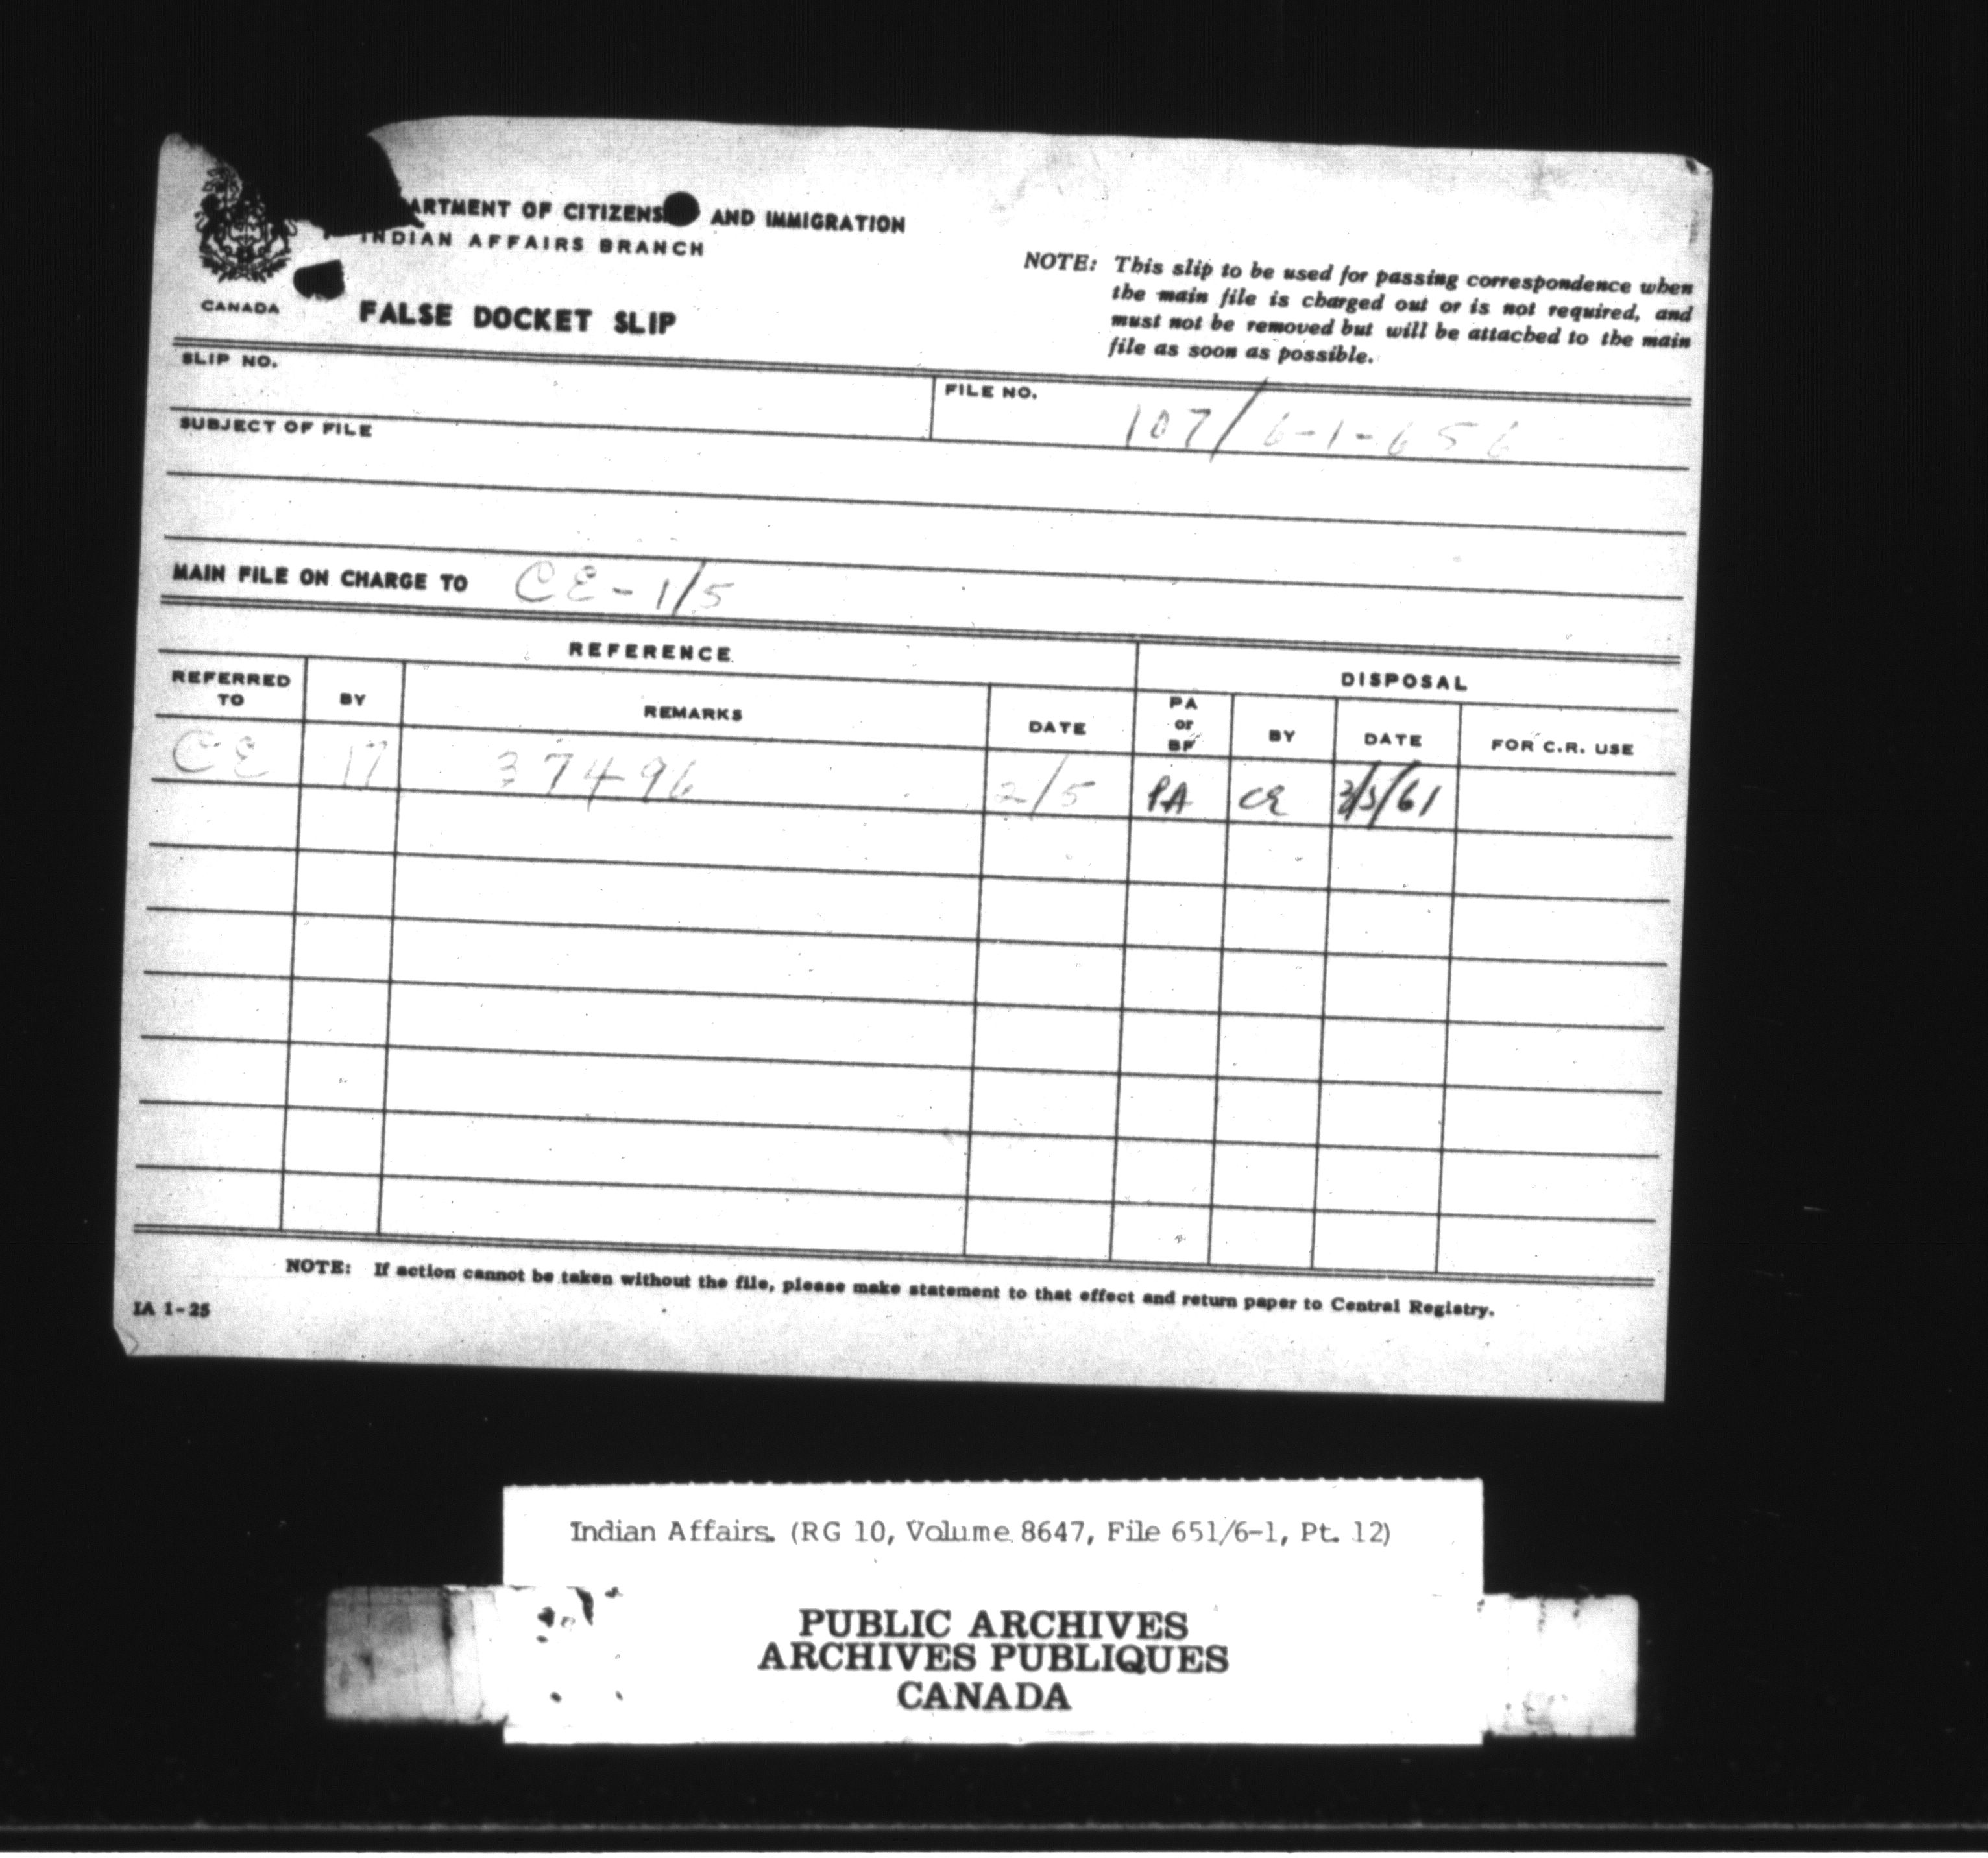 ARTMENT OF CITIZENS AND IMMIGRATION
INDIAN AFFAIRS BRANCH
CANADA
FALSE DOCKET SLIP
NOTE: This slip to be used for passing correspondence when
the main file is charged out or is not required, and
must not be removed but will be attached to the main
file as soon as possible.
SLIP NO.
FILE NO. 107/6-1-656
SUBJECT OF FILE
MAIN FILE ON CHARGE TO CE-1/5
REFERENCE
DISPOSAL
REFERRED TO BY REMARKS DATE PA or BF BY DATE FOR C.R. USE
CE 17 37496 2/5 PA CE 3/5/61
NOTE: If action cannot be taken without the file, please make statement to that effect and return paper to Central Registry.
IA 1-25
Indian Affairs. (RG 10, Volume 8647, File 651/6-1, Pt. 12)
PUBLIC ARCHIVES
ARCHIVES PUBLIQUES
CANADA